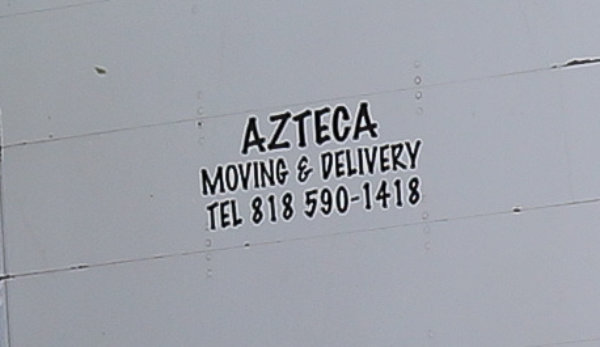 AZTECA
MOVING & DELIVERY
TEL 818 590-1418